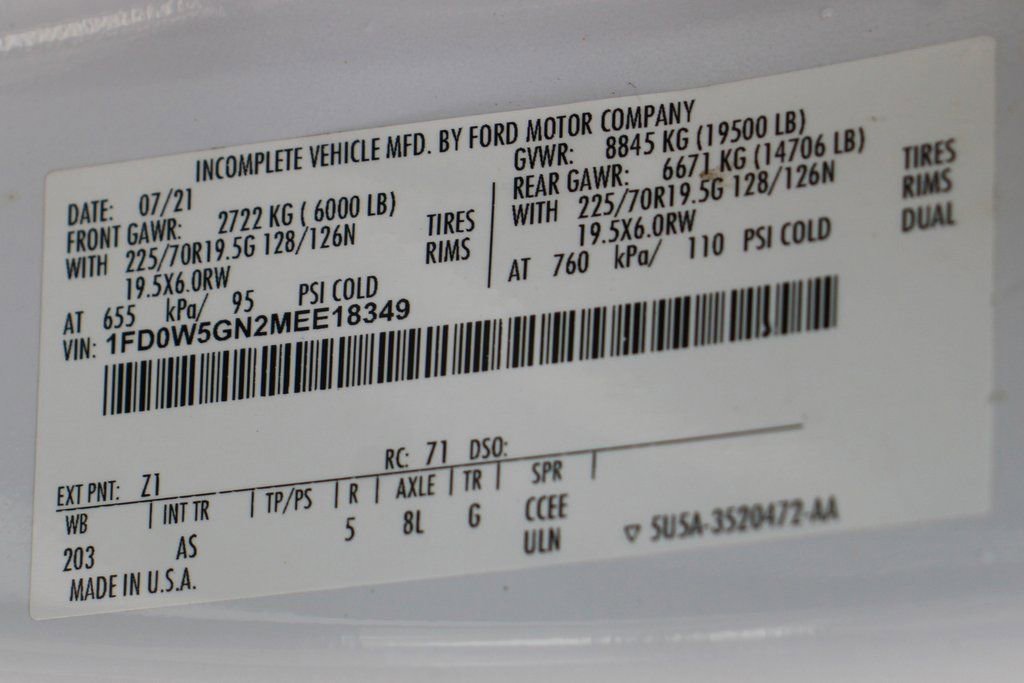 INCOMPLETE VEHICLE MFD. BY FORD MOTOR COMPANY
DATE: 07/21
FRONT GAWR: 2722 KG ( 6000 LB)
WITH 225/70R19.5G 128/126N TIRES
19.5X6.0RW RIMS
AT 655 kPa/ 95 PSI COLD
GVWR: 8845 KG (19500 LB)
REAR GAWR: 6671 KG (14706 LB)
WITH 225/70R19.5G 128/126N TIRES
19.5X6.0RW RIMS
AT 760 kPa/ 110 PSI COLD DUAL
VIN: 1FD0W5GN2MEE18349
EXT PNT: Z1 RC: 71 DSO:
WB | INT TR | TP/PS | R | AXLE | TR | SPR |
203 AS 5 8L G CCEE
ULN
MADE IN U.S.A.
▽ 5U5A-3520472-AA